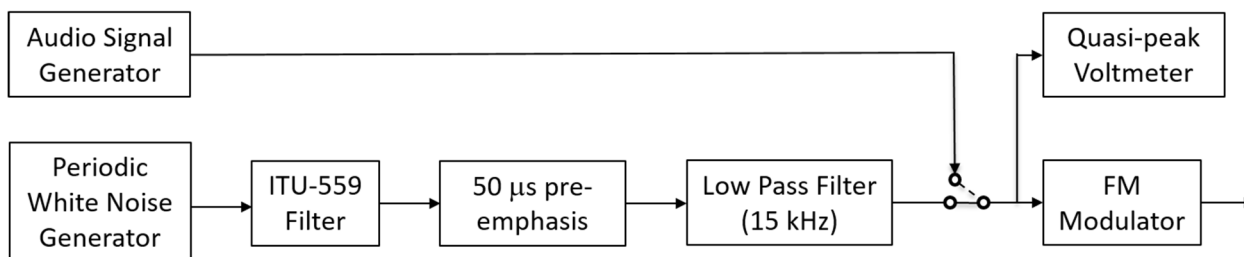 Audio Signal
Generator
Quasi-peak
Voltmeter
Periodic
White Noise
Generator
ITU-559
Filter
50 μs pre-
emphasis
Low Pass Filter
(15 kHz)
FM
Modulator